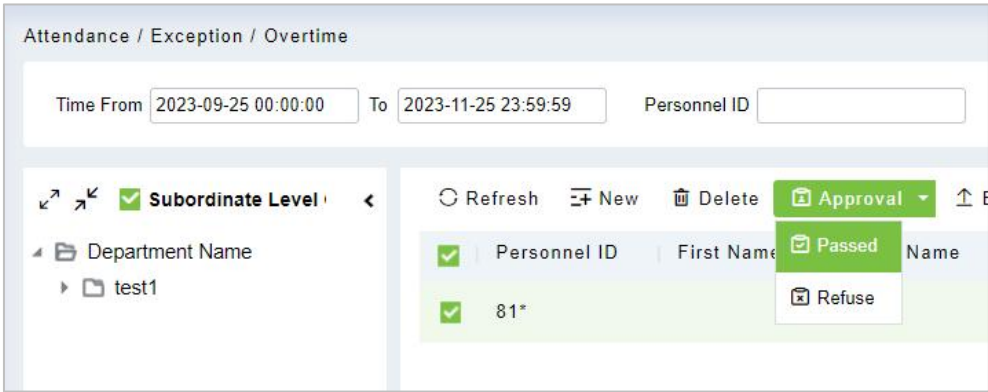 Attendance / Exception / Overtime
Time From 2023-09-25 00:00:00 To 2023-11-25 23:59:59 Personnel ID
Subordinate Level
Refresh New Delete Approval
Department Name
test1
Personnel ID First Name Name
Passed
81*
Refuse